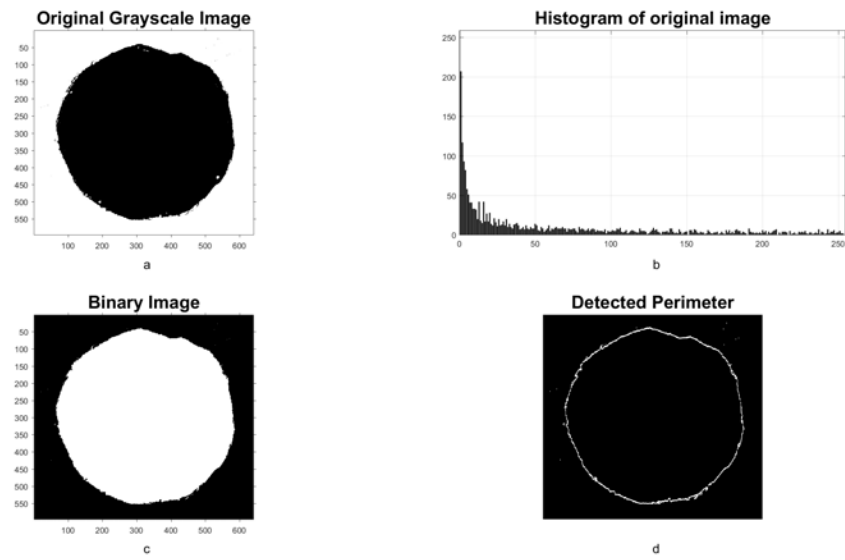 Original Grayscale Image
50
100
150
200
250
300
350
400
450
500
550
100 200 300 400 500 600
a
Histogram of original image
250
200
150
100
50
0
0 50 100 150 200 250
b
Binary Image
50
100
150
200
250
300
350
400
450
500
550
100 200 300 400 500 600
c
Detected Perimeter
d